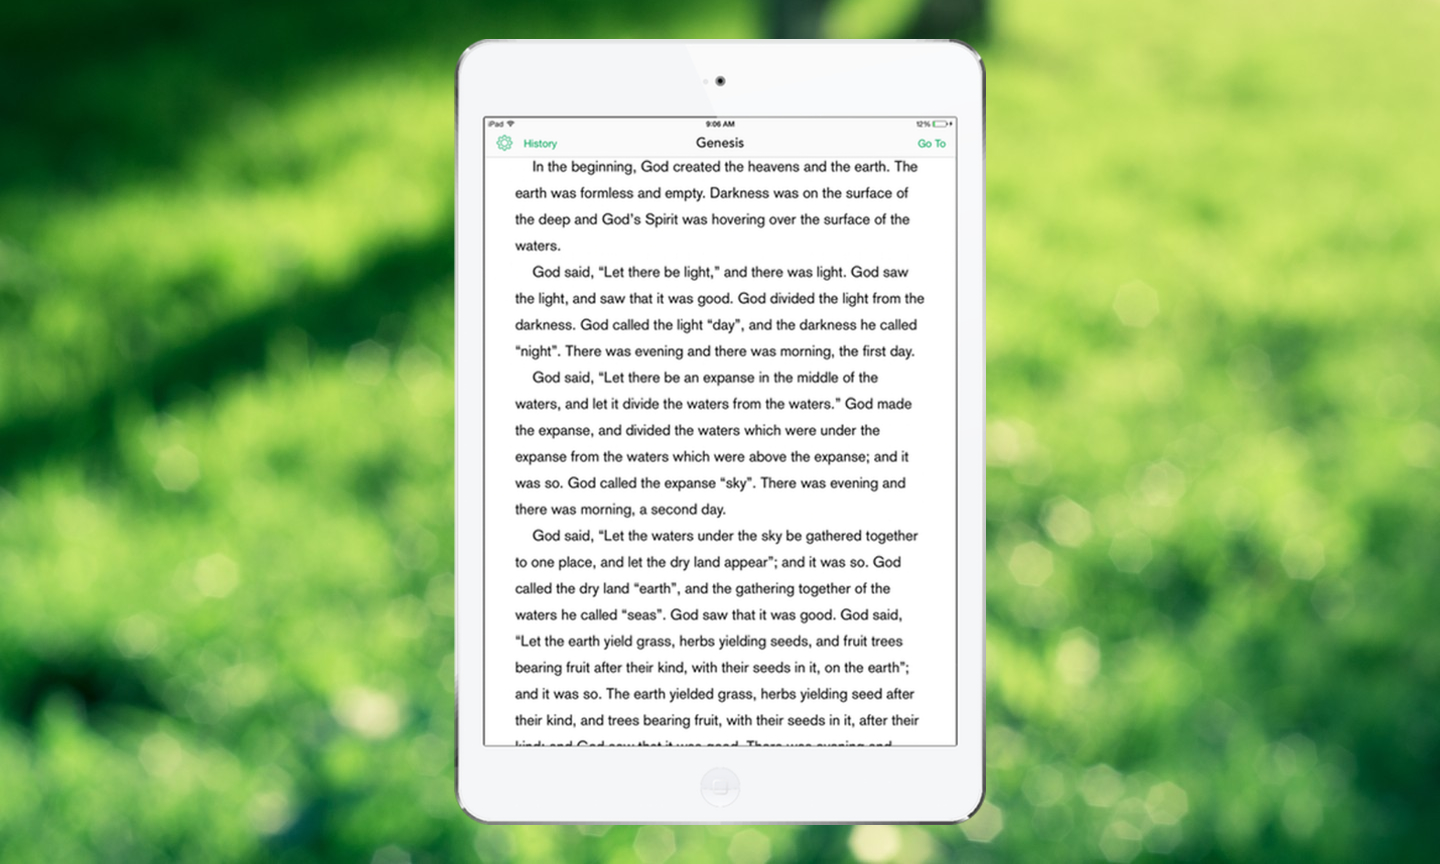 iPad
9:06 AM
12%
History
Genesis
Go To
In the beginning, God created the heavens and the earth. The
earth was formless and empty. Darkness was on the surface of
the deep and God’s Spirit was hovering over the surface of the
waters.
God said, “Let there be light,” and there was light. God saw
the light, and saw that it was good. God divided the light from the
darkness. God called the light “day”, and the darkness he called
“night”. There was evening and there was morning, the first day.
God said, “Let there be an expanse in the middle of the
waters, and let it divide the waters from the waters.” God made
the expanse, and divided the waters which were under the
expanse from the waters which were above the expanse; and it
was so. God called the expanse “sky”. There was evening and
there was morning, a second day.
God said, “Let the waters under the sky be gathered together
to one place, and let the dry land appear”; and it was so. God
called the dry land “earth”, and the gathering together of the
waters he called “seas”. God saw that it was good. God said,
“Let the earth yield grass, herbs yielding seeds, and fruit trees
bearing fruit after their kind, with their seeds in it, on the earth”;
and it was so. The earth yielded grass, herbs yielding seed after
their kind, and trees bearing fruit, with their seeds in it, after their
kind; and God saw that it was good. There was evening and